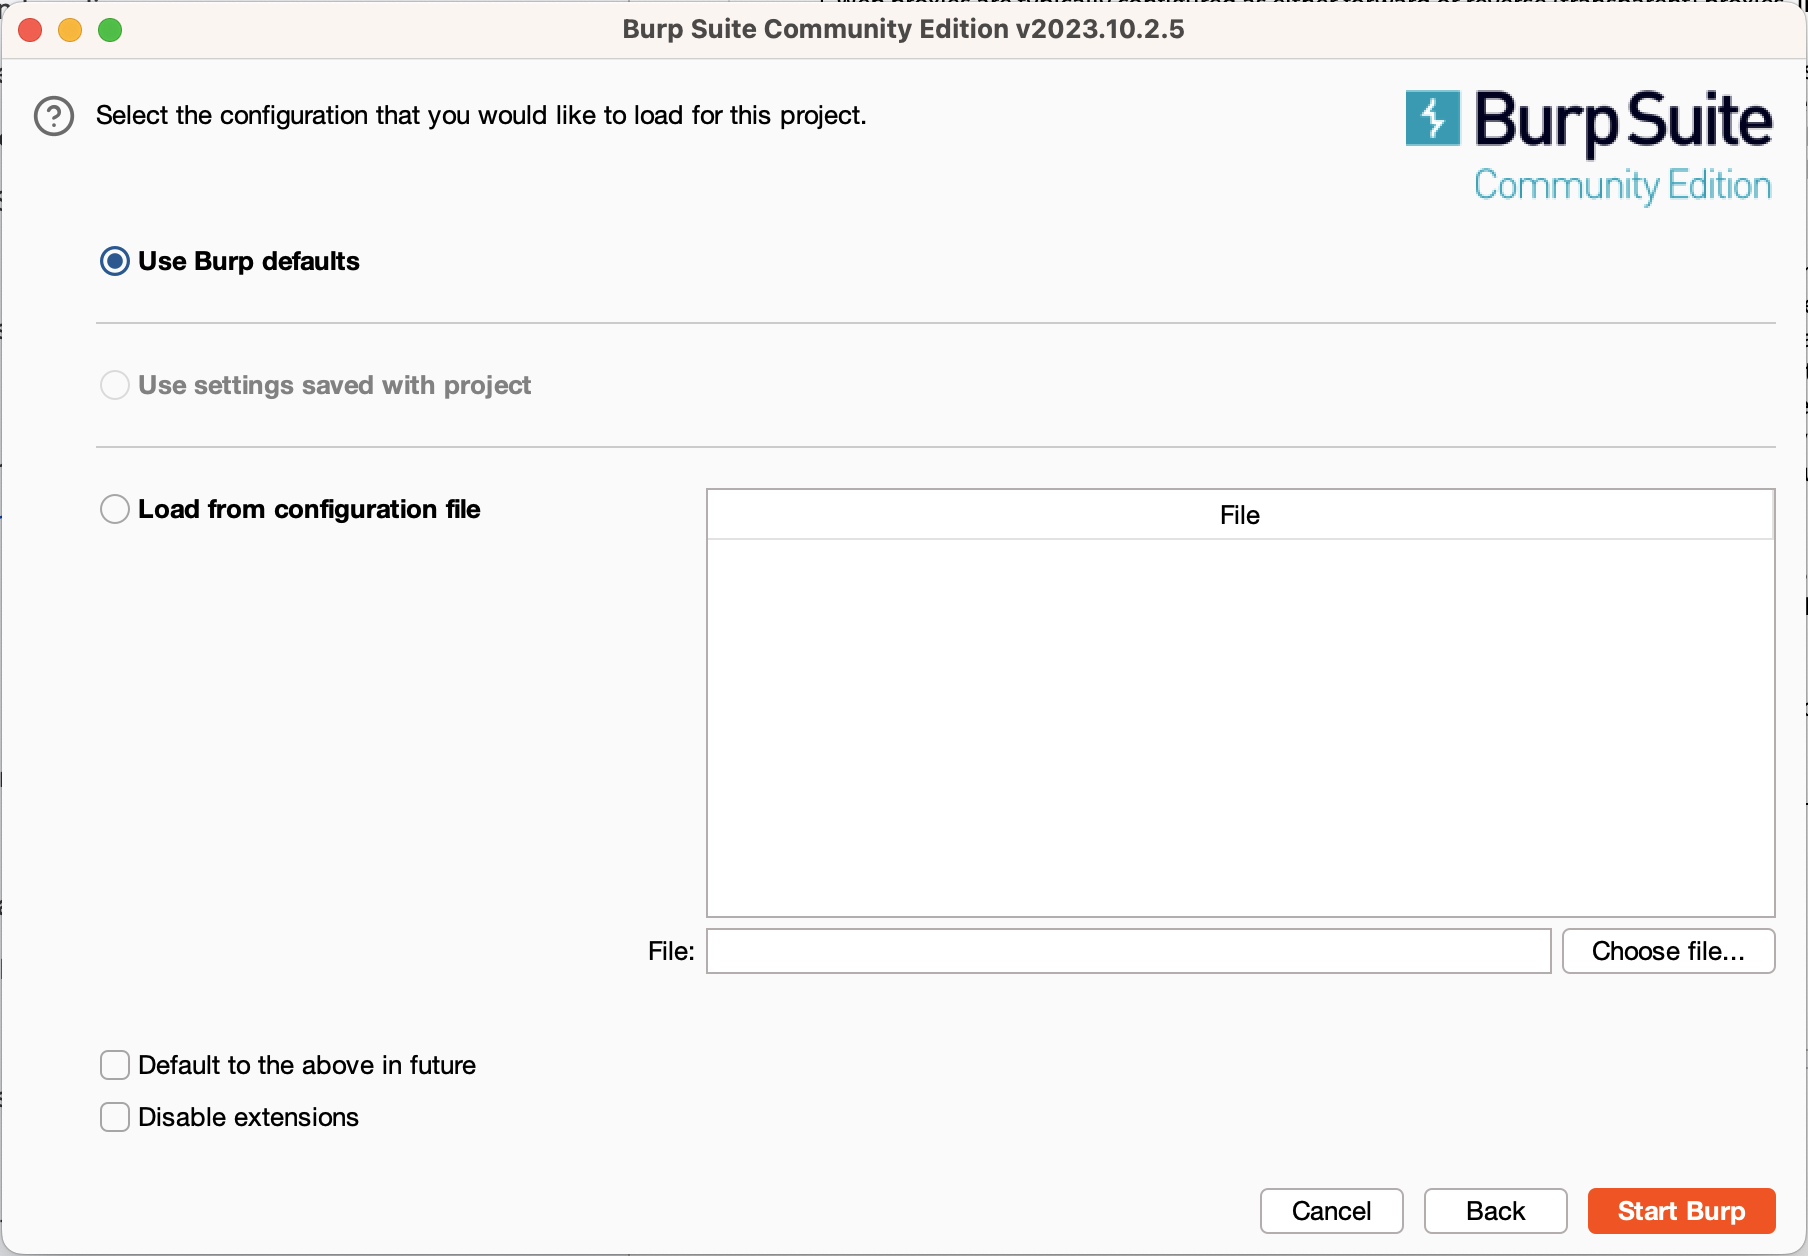 Burp Suite Community Edition v2023.10.2.5
Select the configuration that you would like to load for this project.
Burp Suite
Community Edition
Use Burp defaults
Use settings saved with project
Load from configuration file
File
File:
Choose file...
Default to the above in future
Disable extensions
Cancel
Back
Start Burp